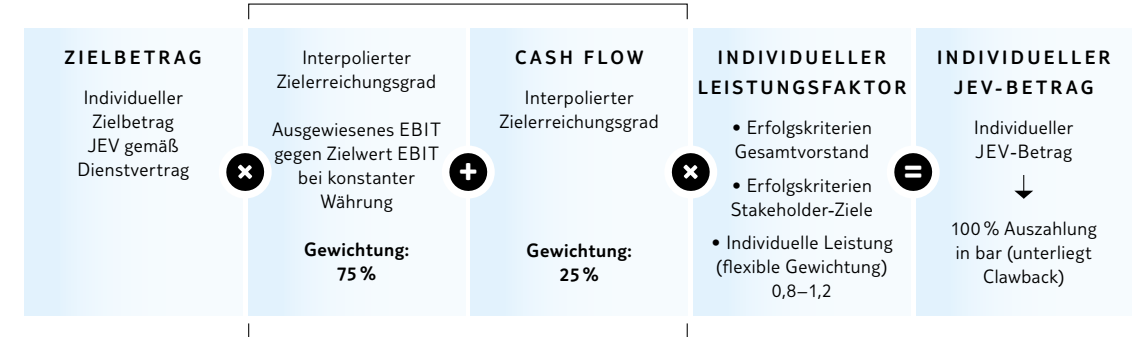 ZIELBETRAG
Individueller
Zielbetrag
JEV gemäß
Dienstvertrag
×
Interpolierter
Zielerreichungsgrad
Ausgewiesenes EBIT
gegen Zielwert EBIT
bei konstanter
Währung
Gewichtung:
75 %
+
CASH FLOW
Interpolierter
Zielerreichungsgrad
Gewichtung:
25 %
×
INDIVIDUELLER
LEISTUNGSFAKTOR
• Erfolgskriterien
Gesamtvorstand
• Erfolgskriterien
Stakeholder-Ziele
• Individuelle Leistung
(flexible Gewichtung)
0,8–1,2
=
INDIVIDUELLER
JEV-BETRAG
Individueller
JEV-Betrag
↓
100 % Auszahlung
in bar (unterliegt
Clawback)